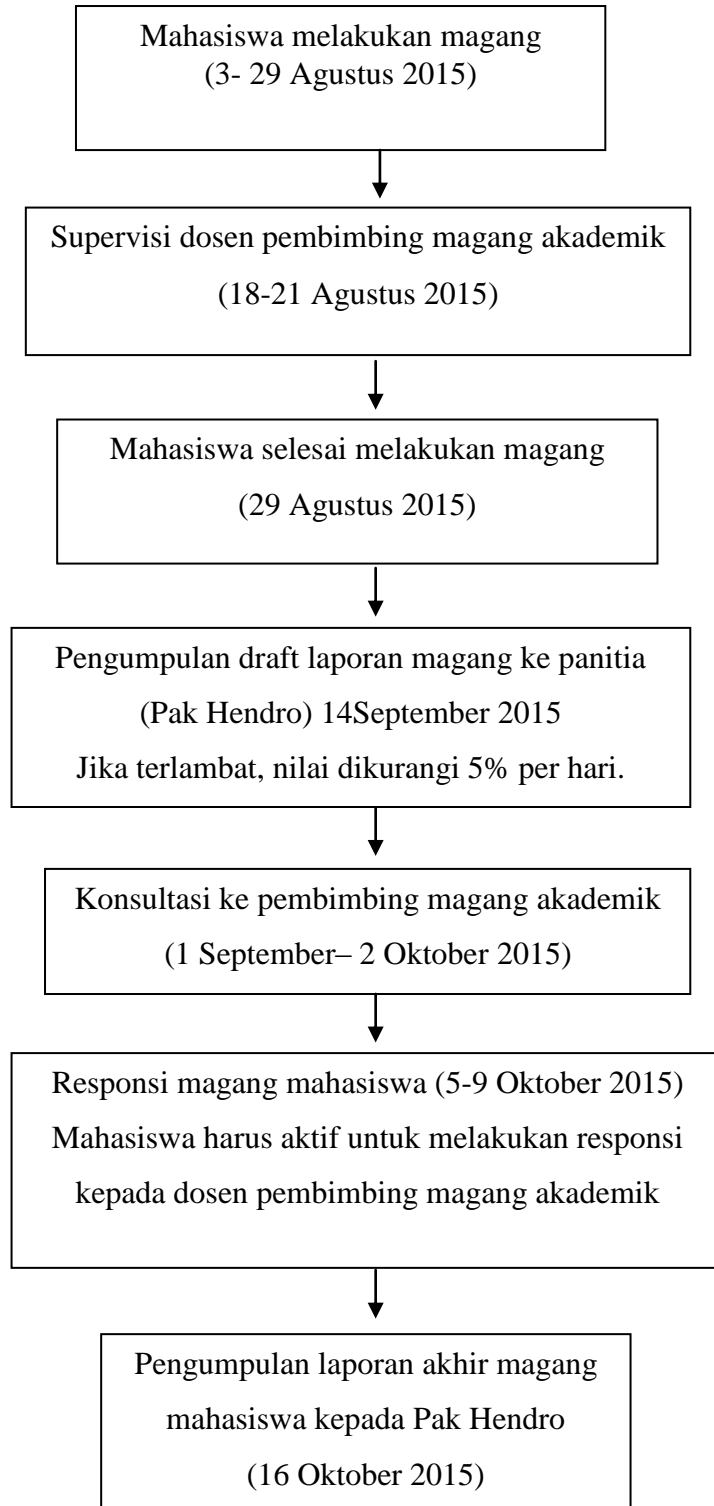 Mahasiswa melakukan magang
(3- 29 Agustus 2015)
Supervisi dosen pembimbing magang akademik
(18-21 Agustus 2015)
Mahasiswa selesai melakukan magang
(29 Agustus 2015)
Pengumpulan draft laporan magang ke panitia
(Pak Hendro) 14September 2015
Jika terlambat, nilai dikurangi 5% per hari.
Konsultasi ke pembimbing magang akademik
(1 September– 2 Oktober 2015)
Responsi magang mahasiswa (5-9 Oktober 2015)
Mahasiswa harus aktif untuk melakukan responsi
kepada dosen pembimbing magang akademik
Pengumpulan laporan akhir magang
mahasiswa kepada Pak Hendro
(16 Oktober 2015)